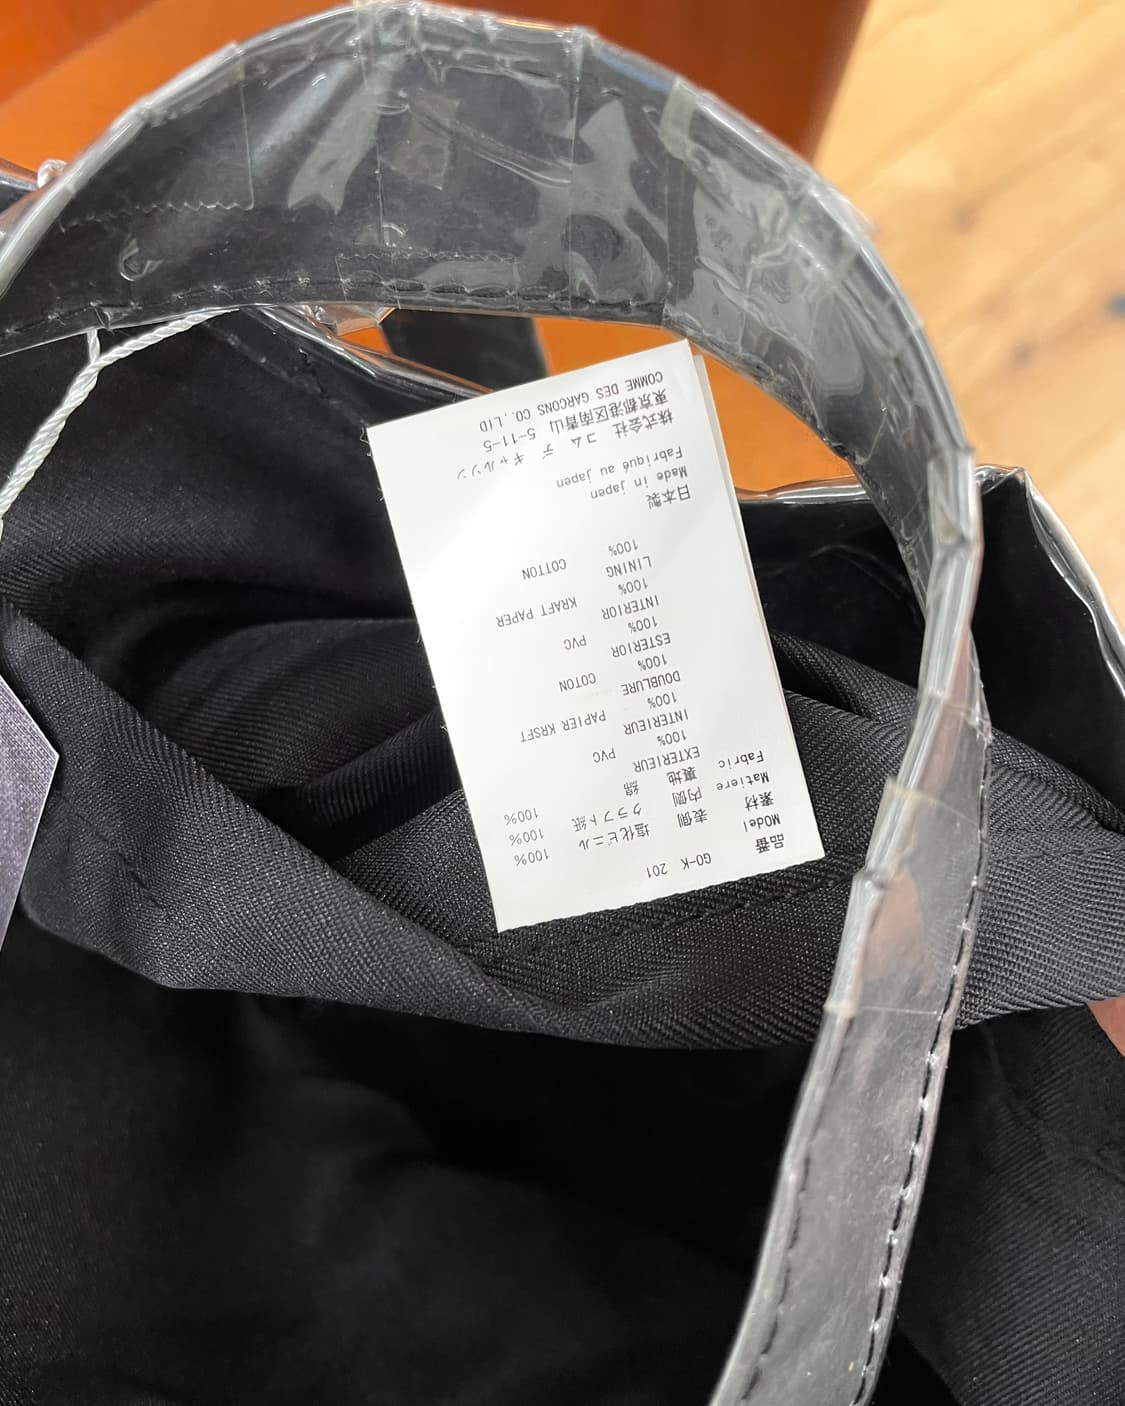 品番 GO-K 201
MOdel
素材 表側 塩化ビニル 100%
Matiere 内側 クラフト紙 100%
Fabric 裏地 綿 100%
EXTERIEUR
100% PVC
INTERIEUR
100% PAPIER KRSFT
DOUBLURE
100% COTON
ESTERIOR
100% PVC
INTERIOR
100% KRAFT PAPER
LINING
100% COTTON
日本製
Made in japen
Fabriqué au japen
株式会社 コム デ ギャルソン
東京都港区南青山 5-11-5
COMME DES GARCONS CO.,LID